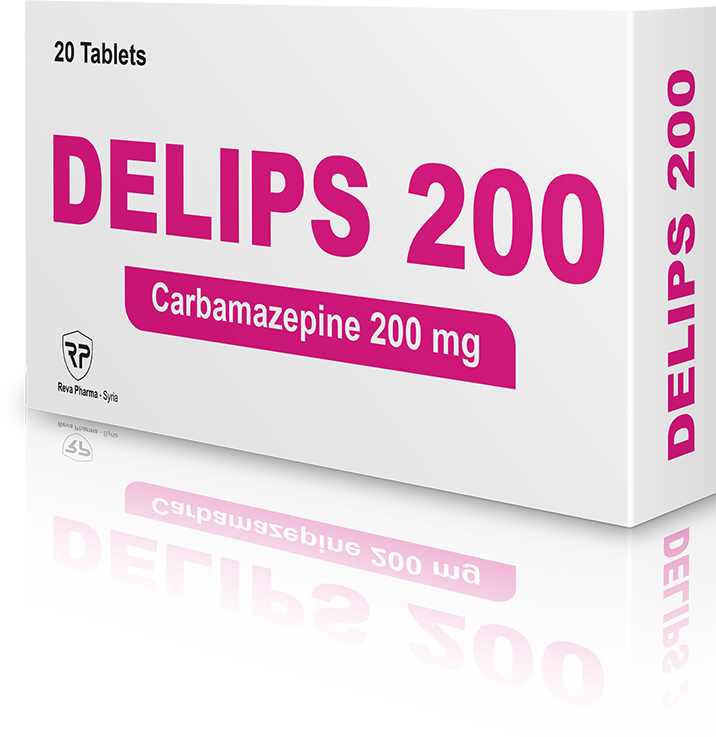 20 Tablets
DELIPS 200
Carbamazepine 200 mg
RP
Reva Pharma - Syria
DELIPS 200